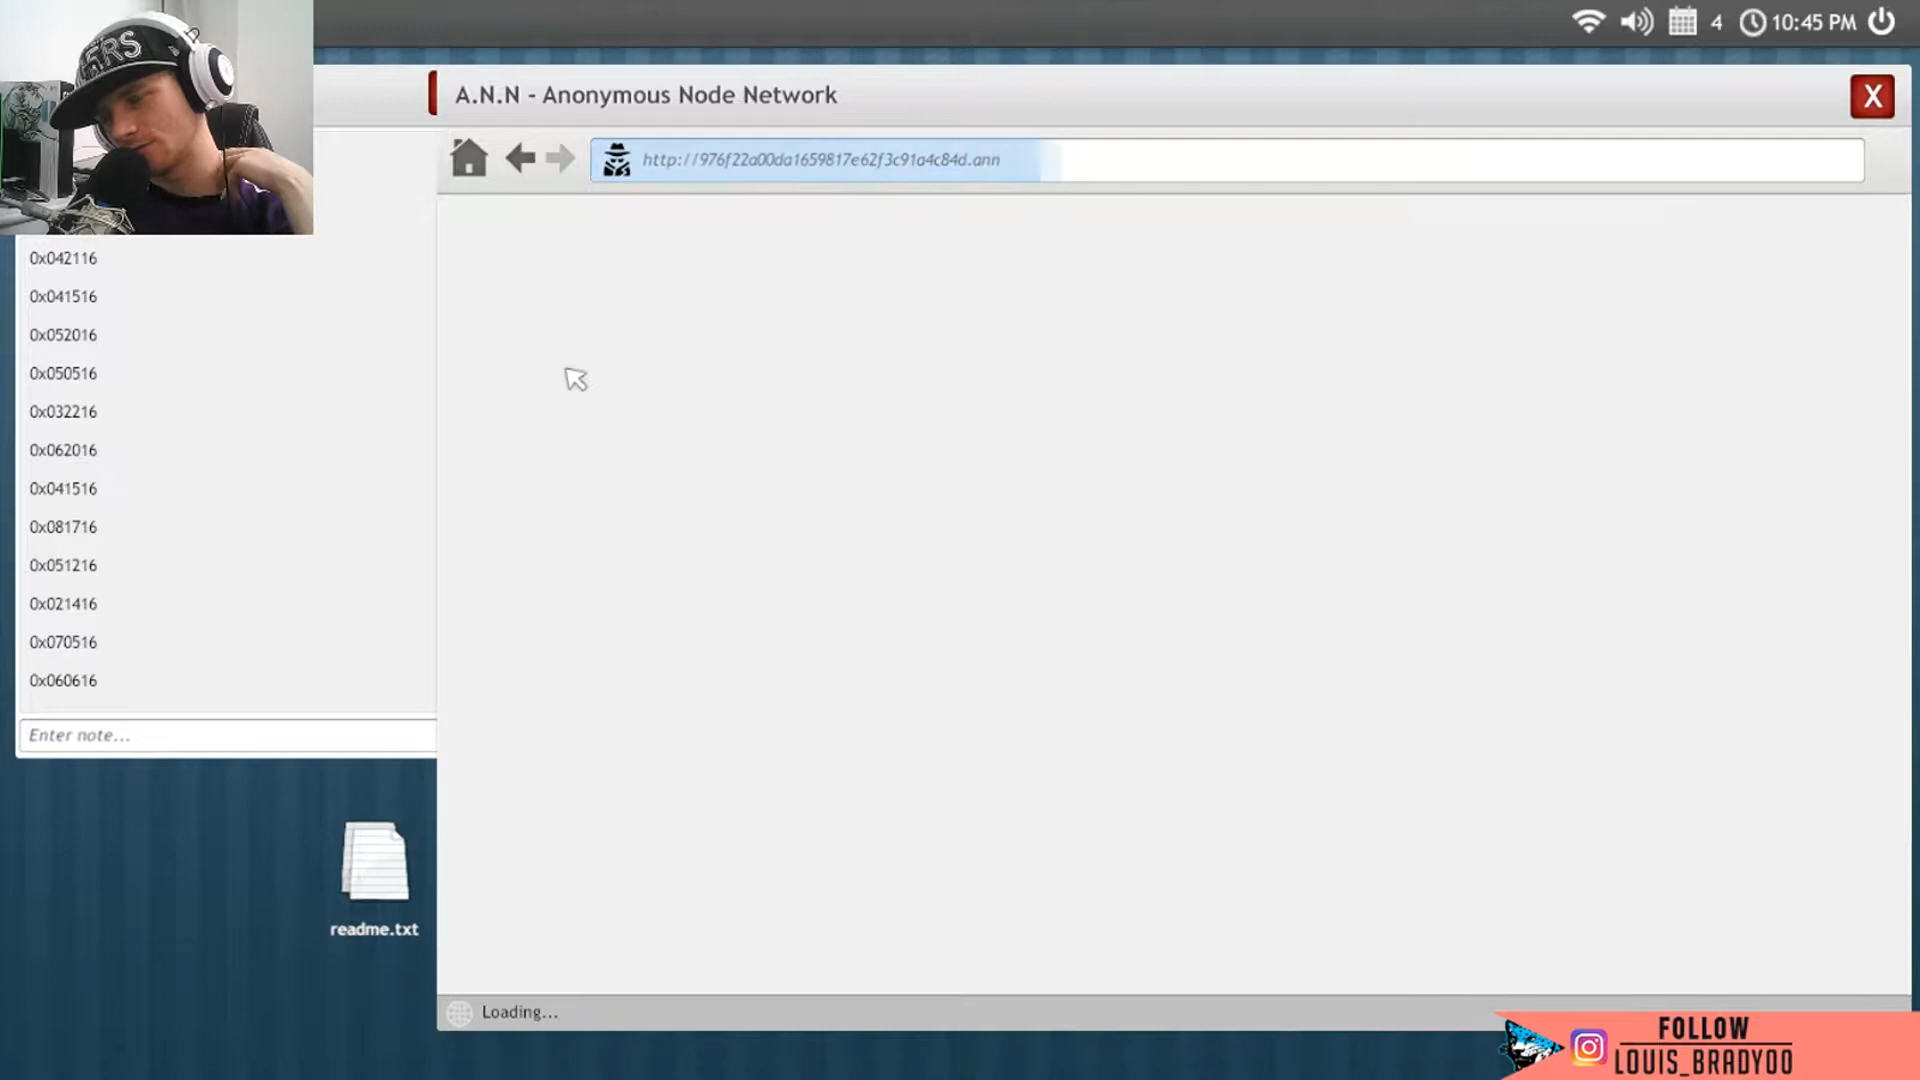 4 10:45 PM
A.N.N - Anonymous Node Network
X
http://976f22a00da1659817e62f3c91a4c84d.ann
0x042116
0x041516
0x052016
0x050516
0x032216
0x062016
0x041516
0x081716
0x051216
0x021416
0x070516
0x060616
Enter note...
readme.txt
Loading...
FOLLOW
LOUIS_BRADYOO